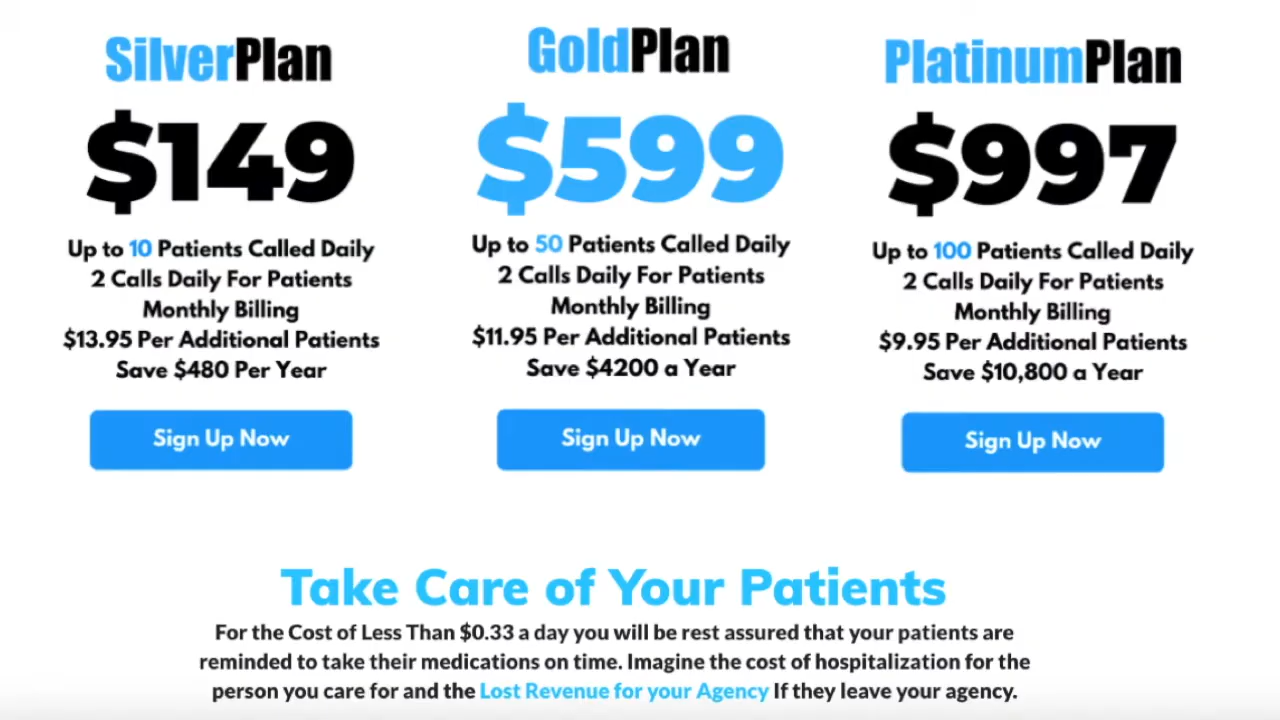 SilverPlan
$149
Up to 10 Patients Called Daily
2 Calls Daily For Patients
Monthly Billing
$13.95 Per Additional Patients
Save $480 Per Year
Sign Up Now
GoldPlan
$599
Up to 50 Patients Called Daily
2 Calls Daily For Patients
Monthly Billing
$11.95 Per Additional Patients
Save $4200 a Year
Sign Up Now
PlatinumPlan
$997
Up to 100 Patients Called Daily
2 Calls Daily For Patients
Monthly Billing
$9.95 Per Additional Patients
Save $10,800 a Year
Sign Up Now
Take Care of Your Patients
For the Cost of Less Than $0.33 a day you will be rest assured that your patients are
reminded to take their medications on time. Imagine the cost of hospitalization for the
person you care for and the Lost Revenue for your Agency If they leave your agency.